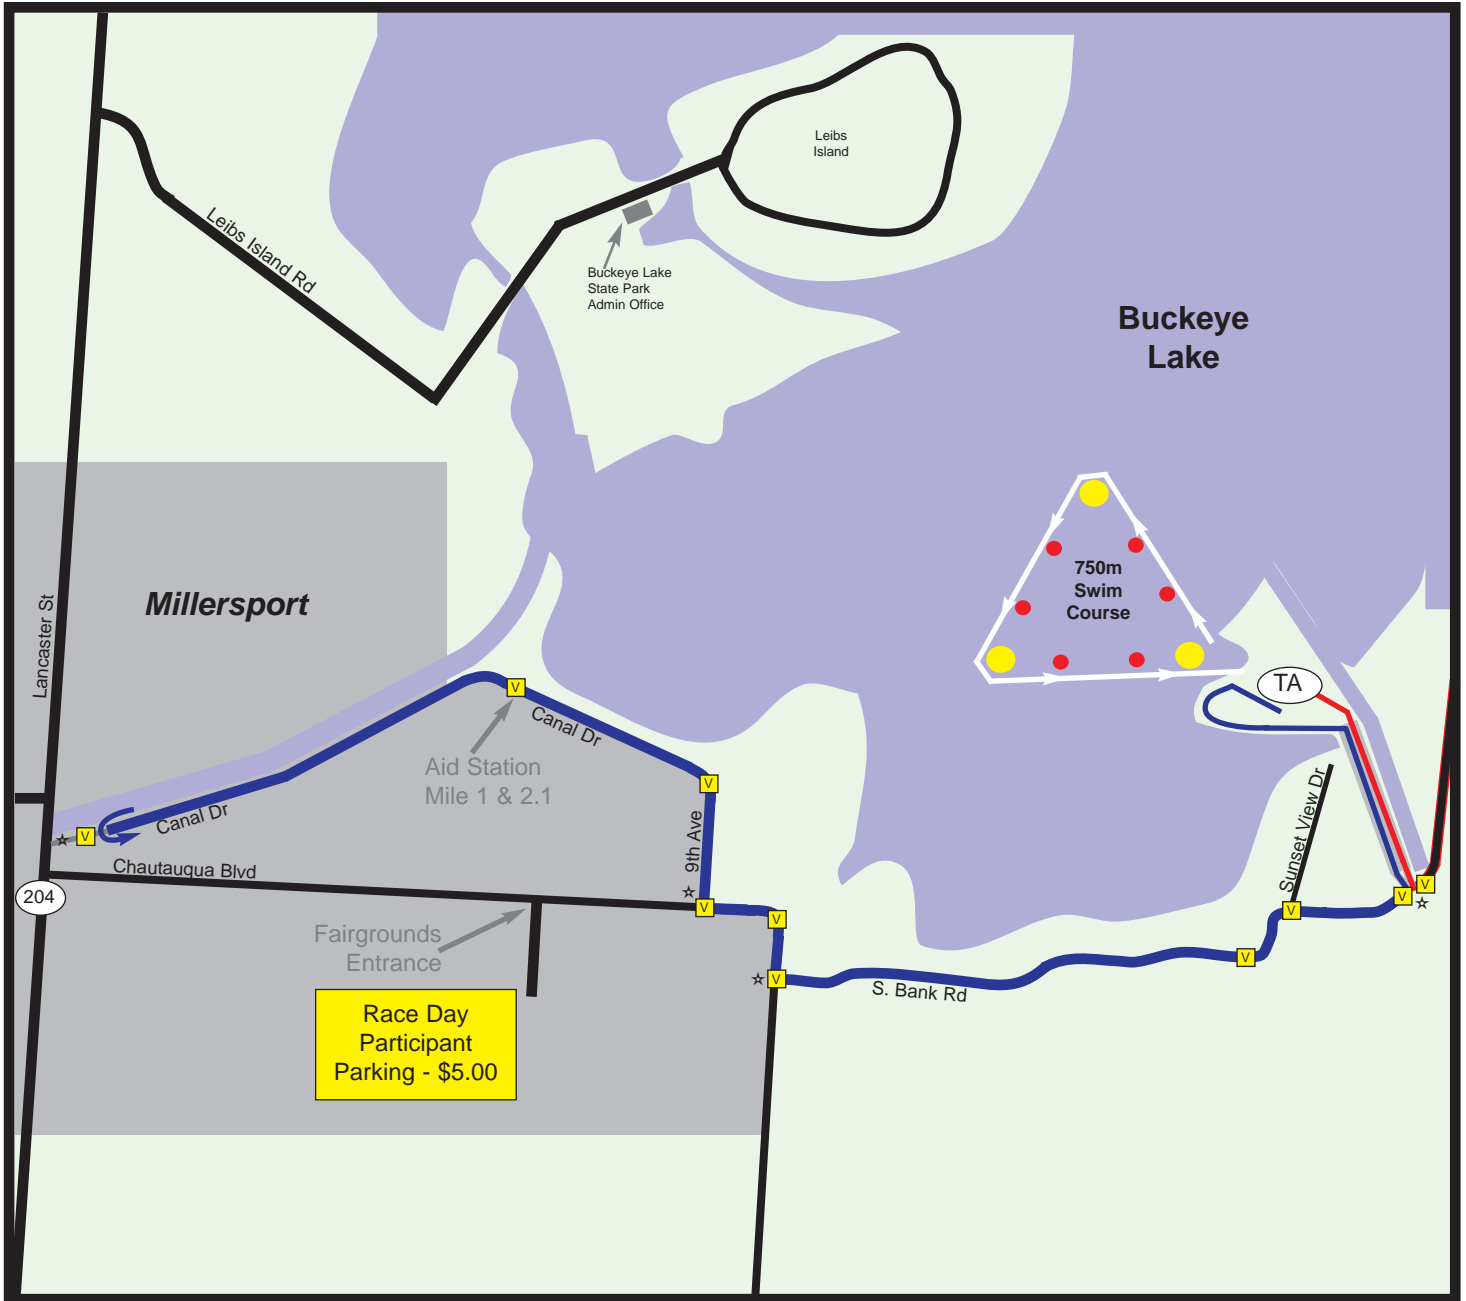 Leibs
Island
Leibs Island Rd
Buckeye Lake
State Park
Admin Office
Buckeye
Lake
750m
Swim
Course
Millersport
Lancaster St
TA
V
Canal Dr
Aid Station
Mile 1 & 2.1
V
Sunset View Dr
9th Ave
Canal Dr
V
Chautauqua Blvd
V
V
204
V
V
V
Fairgrounds
Entrance
V
V
V
S. Bank Rd
Race Day
Participant
Parking - $5.00